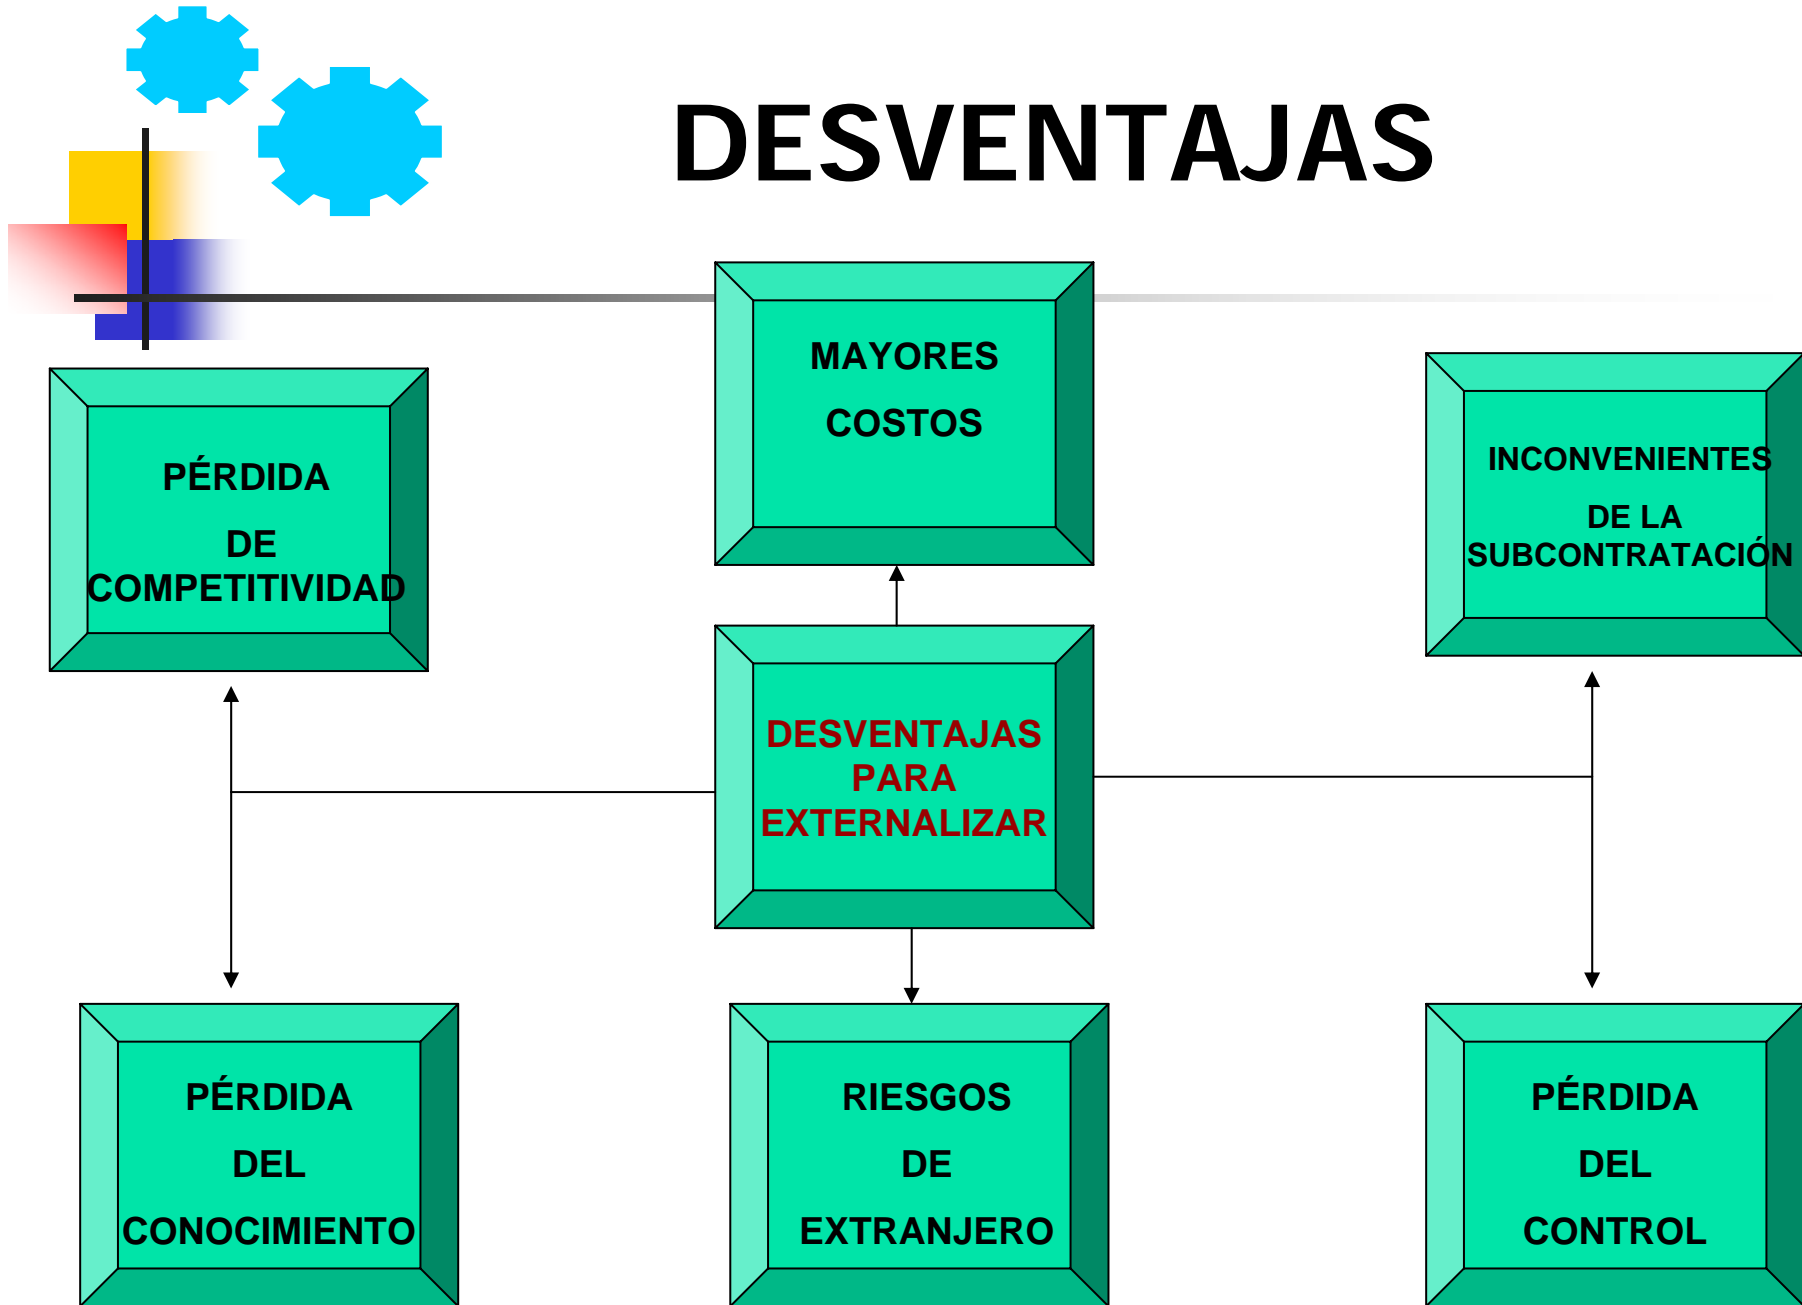 DESVENTAJAS
MAYORES
COSTOS
PÉRDIDA
DE
COMPETITIVIDAD
INCONVENIENTES
DE LA
SUBCONTRATACIÓN
DESVENTAJAS
PARA
EXTERNALIZAR
PÉRDIDA
DEL
CONOCIMIENTO
RIESGOS
DE
EXTRANJERO
PÉRDIDA
DEL
CONTROL